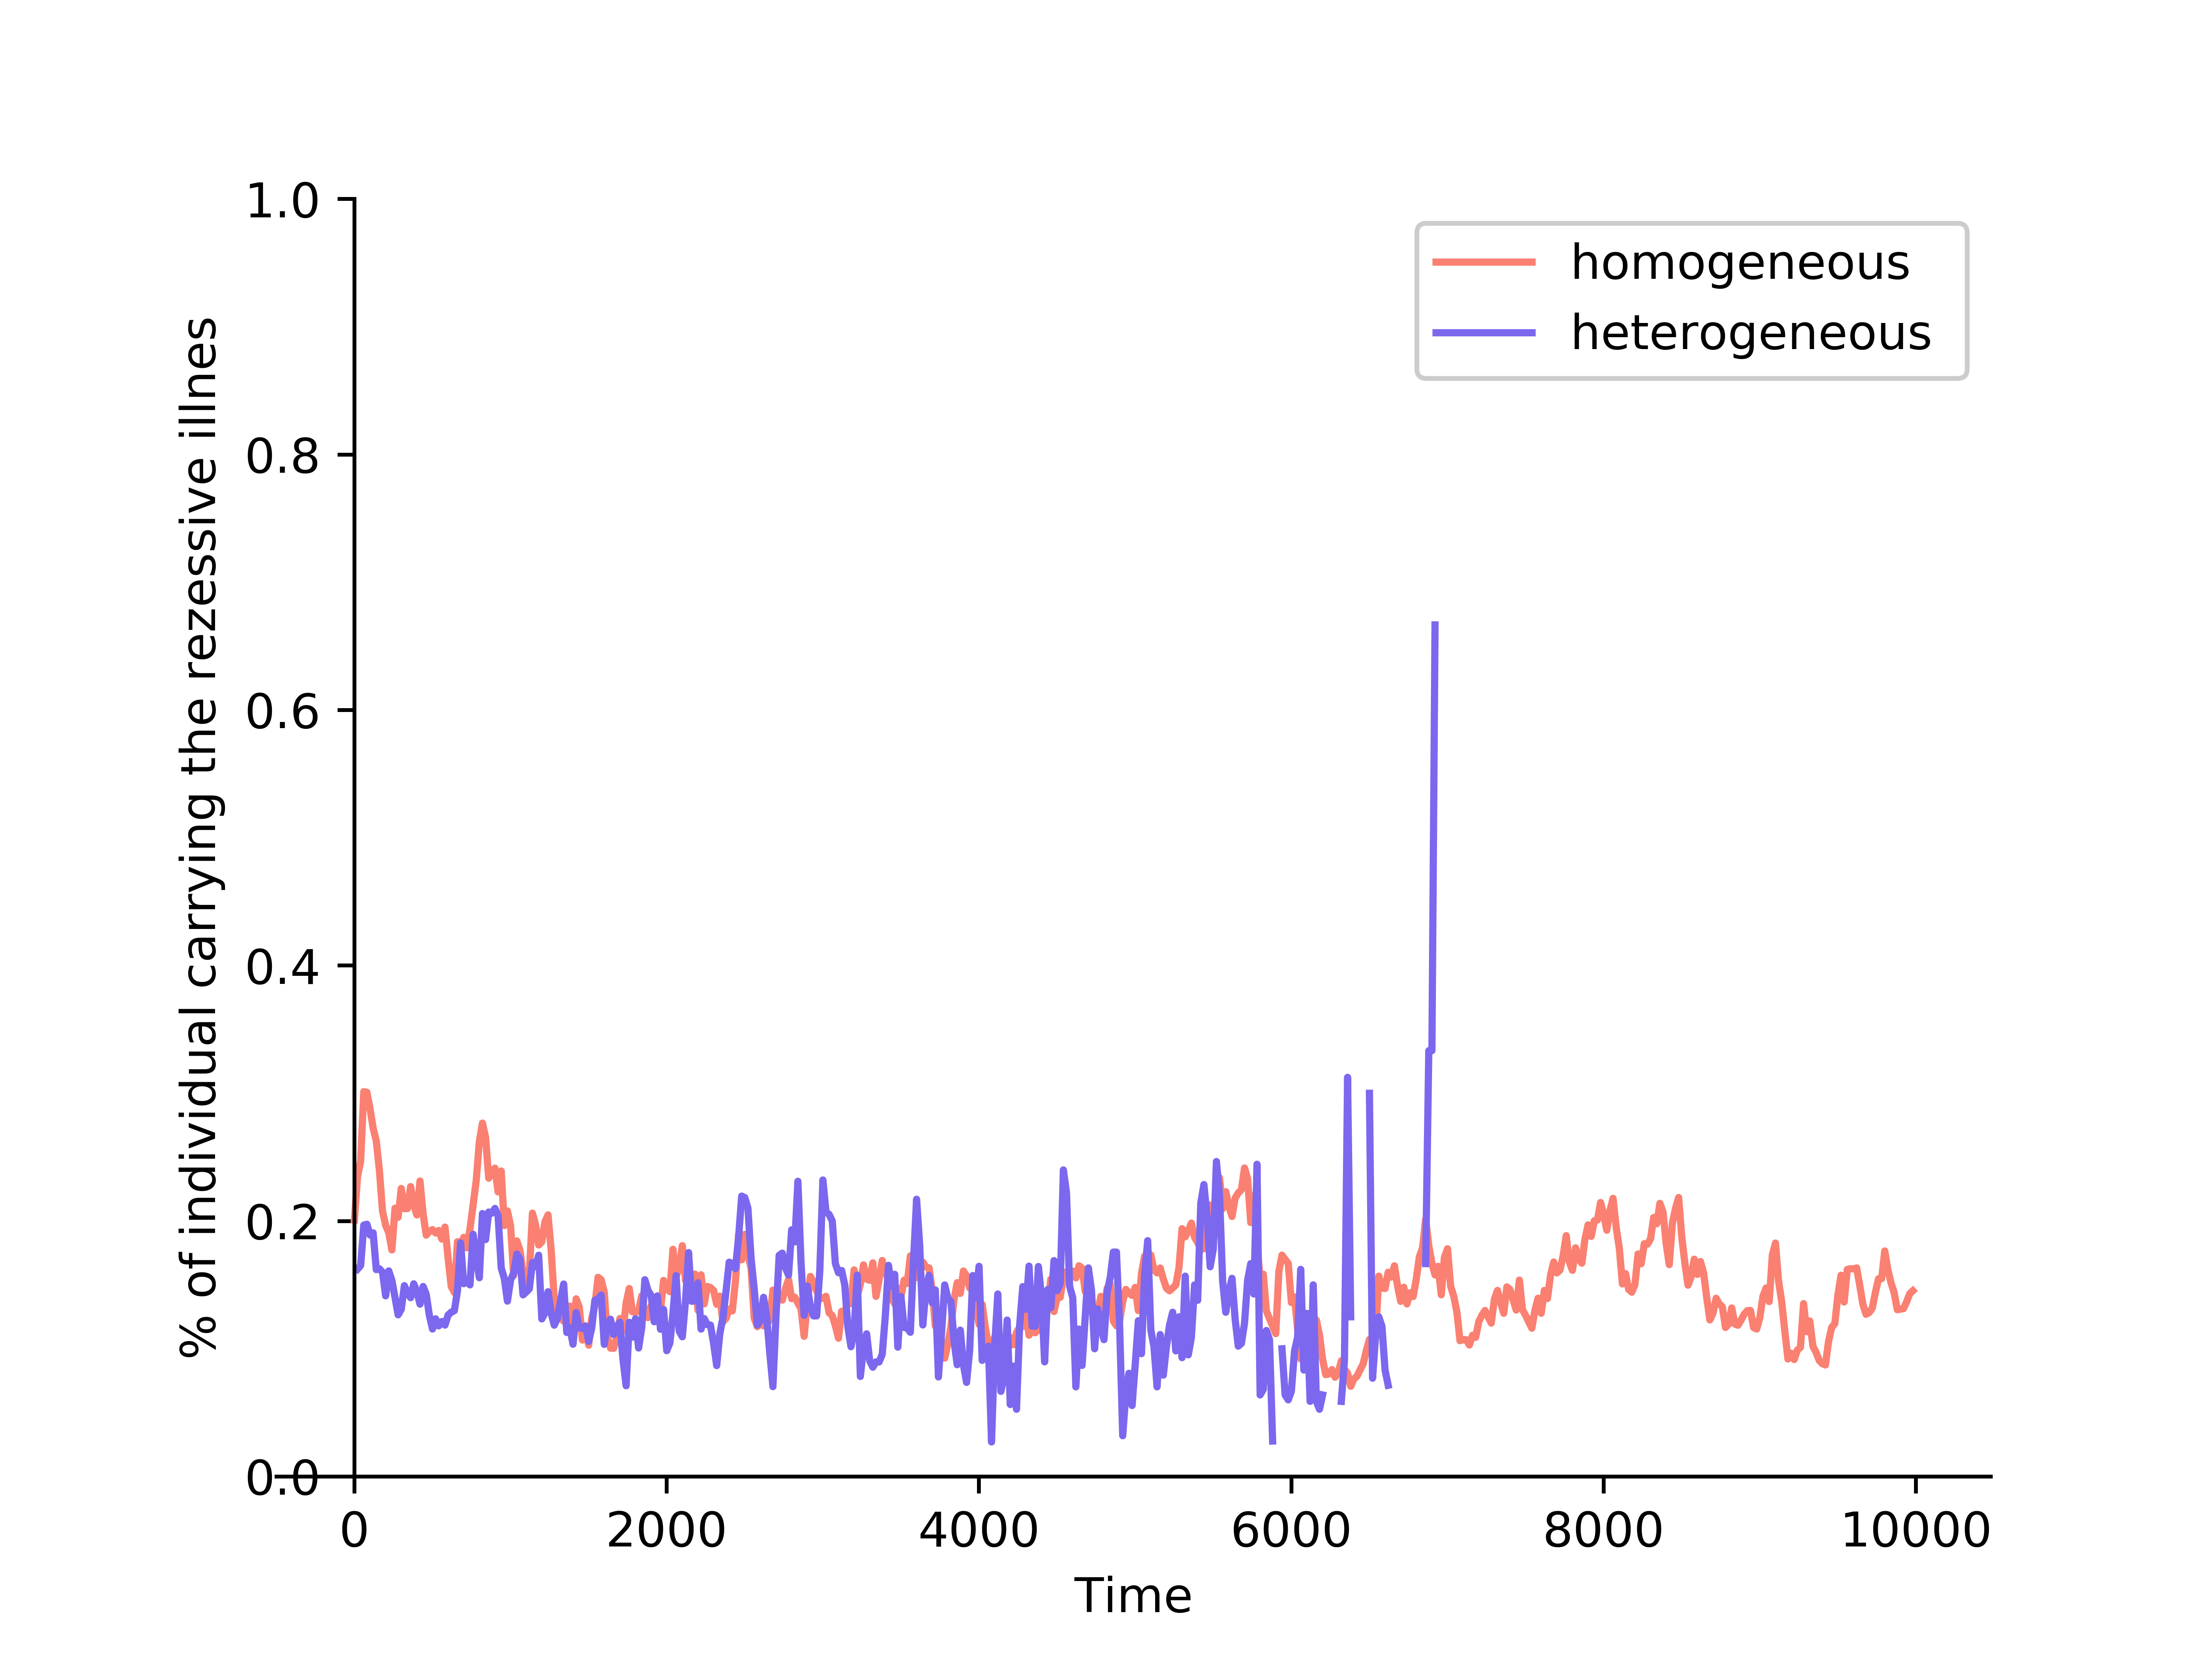 % of individual carrying the rezessive illnes
1.0
0.8
0.6
0.4
0.2
0.0
homogeneous
heterogeneous
0 2000 4000 6000 8000 10000
Time